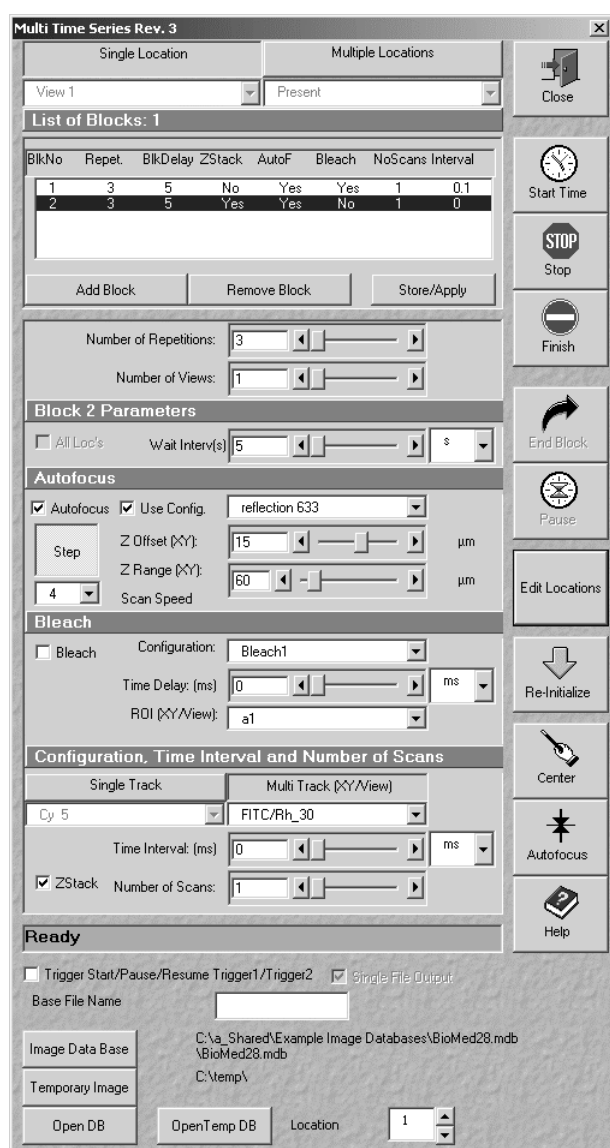 Multi Time Series Rev. 3
Single Location Multiple Locations
View 1 Present
Close
List of Blocks: 1
BlkNo Repet. BlkDelay ZStack AutoF Bleach NoScans Interval
1 3 5 No Yes Yes 1 0.1
2 3 5 Yes Yes No 1 0
Start Time
STOP
Stop
Add Block Remove Block Store/Apply
Number of Repetitions: 3
Finish
Number of Views: 1
Block 2 Parameters
All Loc's Wait Interv(s) 5 s
End Block
Autofocus
Autofocus Use Config. reflection 633
Pause
Step Z Offset (XY): 15 µm
Z Range (XY): 60 µm
4 Scan Speed
Edit Locations
Bleach
Bleach Configuration: Bleach1
Time Delay: (ms) 0 ms
Re-Initialize
ROI (XY/View): a1
Configuration, Time Interval and Number of Scans
Single Track Multi Track (XY/View)
Center
Cy 5 FITC/Rh_30
Time Interval: (ms) 0 ms
Autofocus
ZStack Number of Scans: 1
Ready
Help
Trigger Start/Pause/Resume Trigger1/Trigger2 Single File Output
Base File Name
Image Data Base C:\a_Shared\Example Image Databases\BioMed28.mdb
\BioMed28.mdb
Temporary Image C:\temp\
Open DB OpenTemp DB Location 1